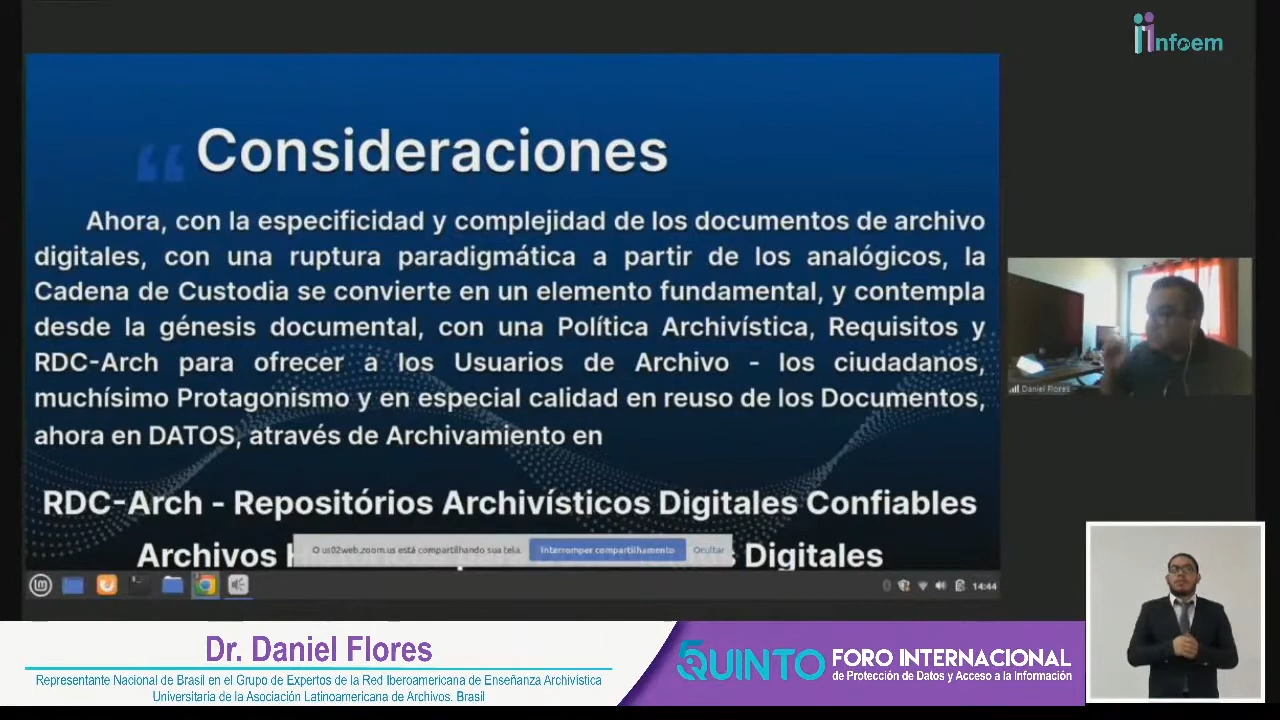 infoem
Consideraciones
Ahora, con la especificidad y complejidad de los documentos de archivo
digitales, con una ruptura paradigmática a partir de los analógicos, la
Cadena de Custodia se convierte en un elemento fundamental, y contempla
desde la génesis documental, con una Política Archivística, Requisitos y
RDC-Arch para ofrecer a los Usuarios de Archivo - los ciudadanos,
muchísimo Protagonismo y en especial calidad en reuso de los Documentos,
ahora en DATOS, através de Archivamiento en
RDC-Arch - Repositórios Archivísticos Digitales Confiables
Archivos
Digitales
O us02web.zoom.us está compartilhando sua tela.
Interromper compartilhamento
Ocultar
14:44
Daniel Flores
Dr. Daniel Flores
Representante Nacional de Brasil en el Grupo de Expertos de la Red Iberoamericana de Enseñanza Archivística
Universitaria de la Asociación Latinoamericana de Archivos. Brasil
5QUINTO
FORO INTERNACIONAL
de Protección de Datos y Acceso a la Información